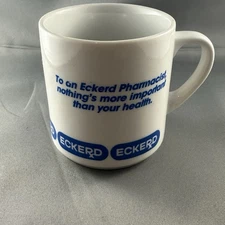 To an Eckerd Pharmacist,
nothing's more important
than your health.
ECKERD ECKERD